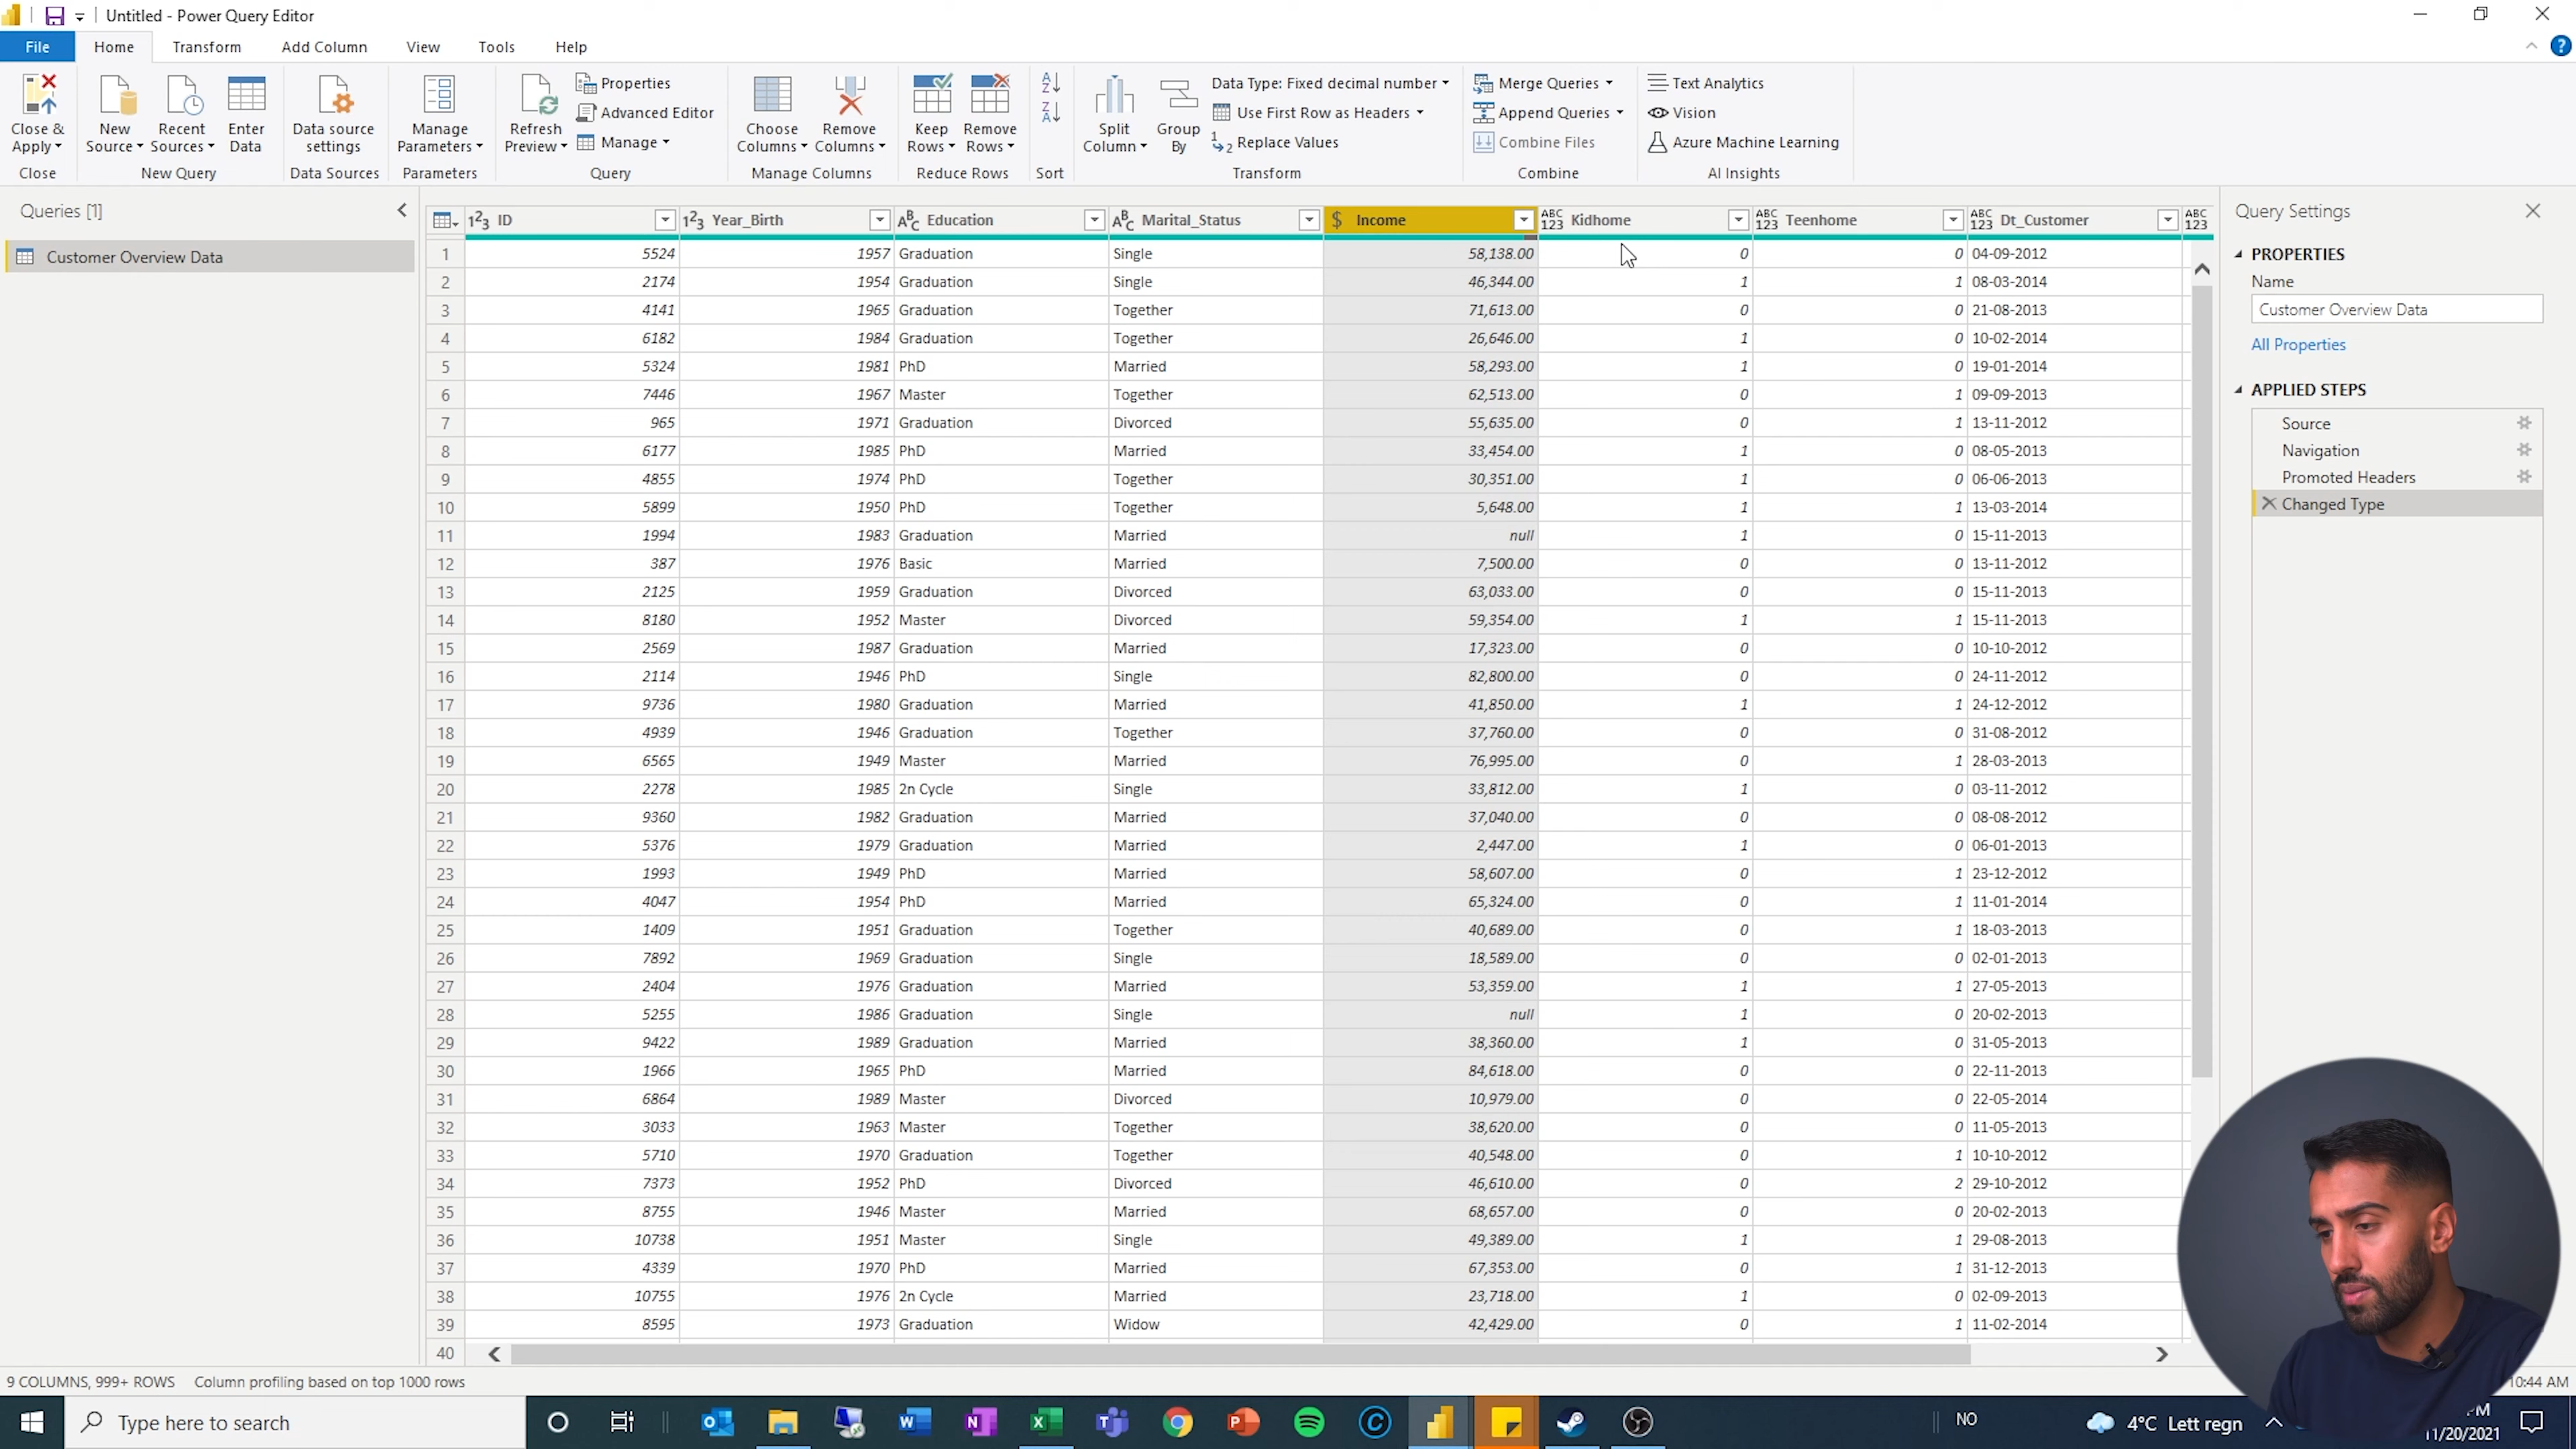 Untitled - Power Query Editor
File Home Transform Add Column View Tools Help
Close & Apply
New Source
Recent Sources
Enter Data
Data source settings
Manage Parameters
Refresh Preview
Properties
Advanced Editor
Manage
Choose Columns
Remove Columns
Keep Rows
Remove Rows
Split Column
Group By
Data Type: Fixed decimal number
Use First Row as Headers
Replace Values
Merge Queries
Append Queries
Combine Files
Text Analytics
Vision
Azure Machine Learning
Close New Query Data Sources Parameters Query Manage Columns Reduce Rows Sort Transform Combine AI Insights
Queries [1]
Customer Overview Data
ID Year_Birth Education Marital_Status $ Income Kidhome Teenhome Dt_Customer
1 5524 1957 Graduation Single 58,138.00 0 0 04-09-2012
2 2174 1954 Graduation Single 46,344.00 1 1 08-03-2014
3 4141 1965 Graduation Together 71,613.00 0 0 21-08-2013
4 6182 1984 Graduation Together 26,646.00 1 0 10-02-2014
5 5324 1981 PhD Married 58,293.00 1 0 19-01-2014
6 7446 1967 Master Together 62,513.00 0 1 09-09-2013
7 965 1971 Graduation Divorced 55,635.00 0 1 13-11-2012
8 6177 1985 PhD Married 33,454.00 1 0 08-05-2013
9 4855 1974 PhD Together 30,351.00 1 0 06-06-2013
10 5899 1950 PhD Together 5,648.00 1 1 13-03-2014
11 1994 1983 Graduation Married null 1 0 15-11-2013
12 387 1976 Basic Married 7,500.00 0 0 13-11-2012
13 2125 1959 Graduation Divorced 63,033.00 0 0 15-11-2013
14 8180 1952 Master Divorced 59,354.00 1 1 15-11-2013
15 2569 1987 Graduation Married 17,323.00 0 0 10-10-2012
16 2114 1946 PhD Single 82,800.00 0 0 24-11-2012
17 9736 1980 Graduation Married 41,850.00 1 1 24-12-2012
18 4939 1946 Graduation Together 37,760.00 0 0 31-08-2012
19 6565 1949 Master Married 76,995.00 0 1 28-03-2013
20 2278 1985 2n Cycle Single 33,812.00 1 0 03-11-2012
21 9360 1982 Graduation Married 37,040.00 0 0 08-08-2012
22 5376 1979 Graduation Married 2,447.00 1 0 06-01-2013
23 1993 1949 PhD Married 58,607.00 0 1 23-12-2012
24 4047 1954 PhD Married 65,324.00 0 1 11-01-2014
25 1409 1951 Graduation Together 40,689.00 0 1 18-03-2013
26 7892 1969 Graduation Single 18,589.00 0 0 02-01-2013
27 2404 1976 Graduation Married 53,359.00 1 1 27-05-2013
28 5255 1986 Graduation Single null 1 0 20-02-2013
29 9422 1989 Graduation Married 38,360.00 1 0 31-05-2013
30 1966 1965 PhD Married 84,618.00 0 0 22-11-2013
31 6864 1989 Master Divorced 10,979.00 0 0 22-05-2014
32 3033 1963 Master Together 38,620.00 0 0 11-05-2013
33 5710 1970 Graduation Together 40,548.00 0 1 10-10-2012
34 7373 1952 PhD Divorced 46,610.00 0 2 29-10-2012
35 8755 1946 Master Married 68,657.00 0 0 20-02-2013
36 10738 1951 Master Single 49,389.00 1 1 29-08-2013
37 4339 1970 PhD Married 67,353.00 0 1 31-12-2013
38 10755 1976 2n Cycle Married 23,718.00 1 0 02-09-2013
39 8595 1973 Graduation Widow 42,429.00 0 1 11-02-2014
40
Query Settings
PROPERTIES
Name
Customer Overview Data
All Properties
APPLIED STEPS
Source
Navigation
Promoted Headers
Changed Type
9 COLUMNS, 999+ ROWS Column profiling based on top 1000 rows
10:44 AM
Type here to search
NO
4°C Lett regn
11/20/2021